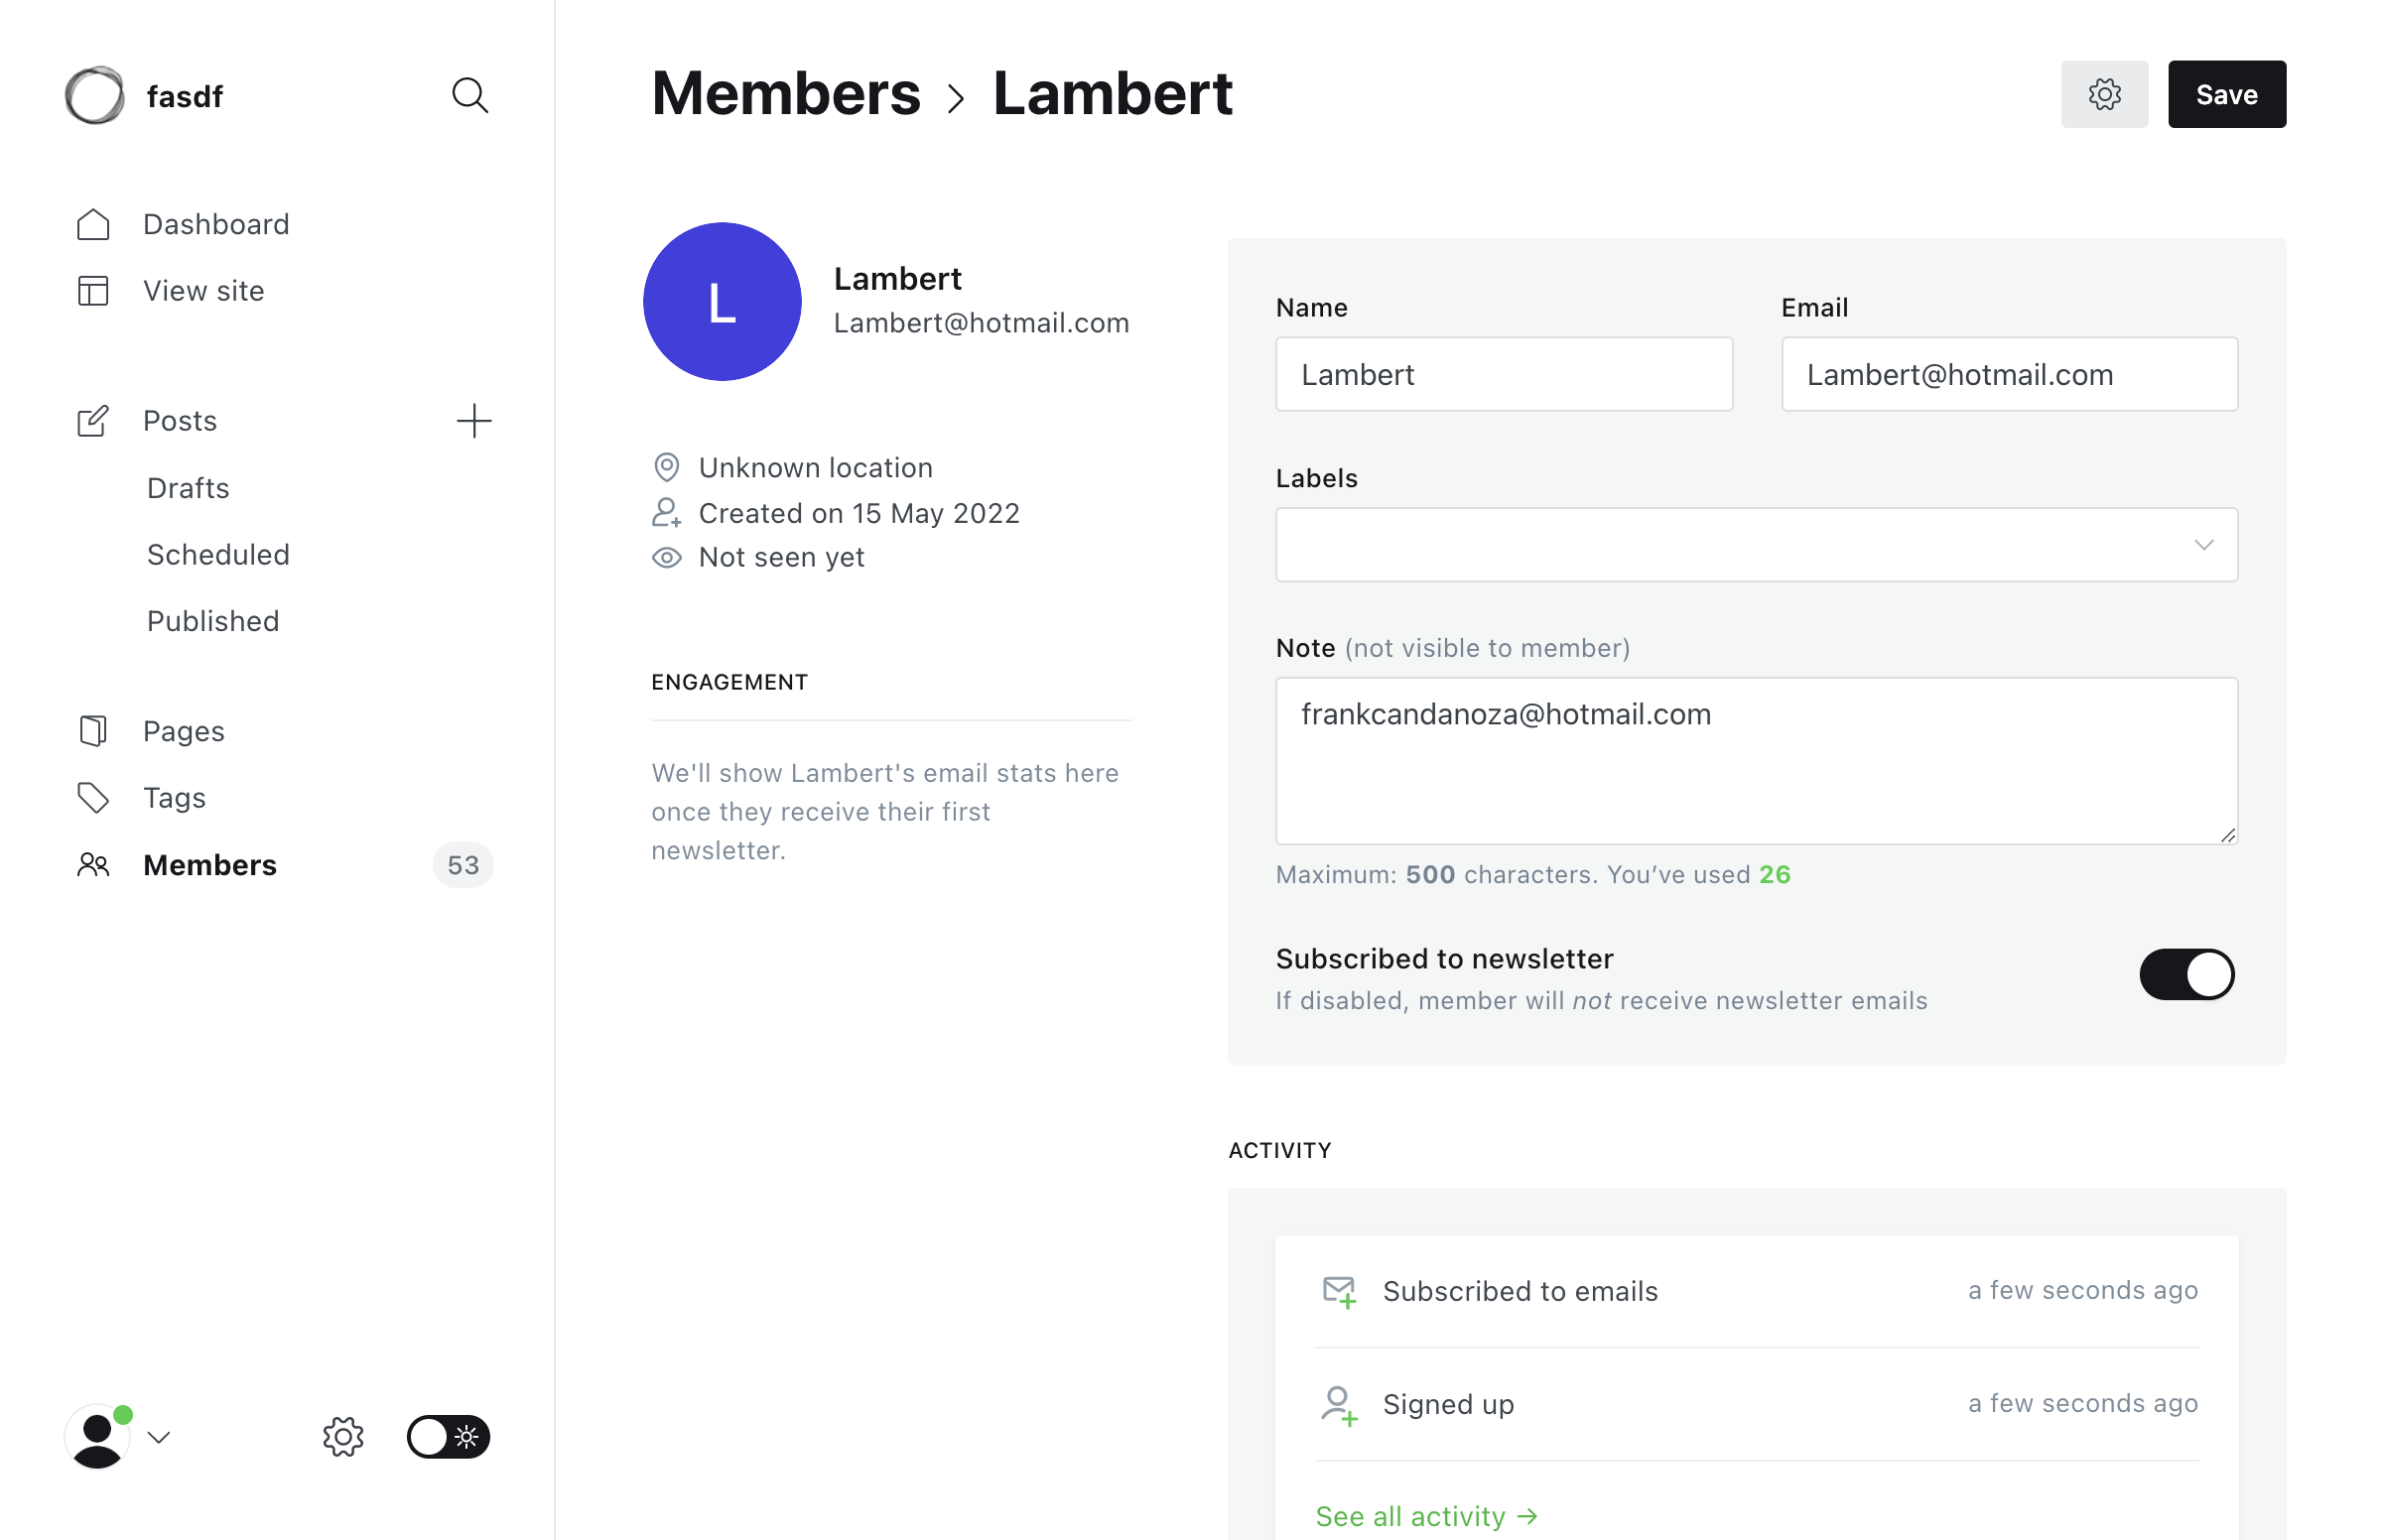 fasdf
Dashboard
View site
Posts
Drafts
Scheduled
Published
Pages
Tags
Members 53
Members > Lambert
Save
L
Lambert
Lambert@hotmail.com
Unknown location
Created on 15 May 2022
Not seen yet
ENGAGEMENT
We'll show Lambert's email stats here
once they receive their first
newsletter.
Name
Lambert
Email
Lambert@hotmail.com
Labels
Note (not visible to member)
frankcandanoza@hotmail.com
Maximum: 500 characters. You’ve used 26
Subscribed to newsletter
If disabled, member will not receive newsletter emails
ACTIVITY
Subscribed to emails a few seconds ago
Signed up a few seconds ago
See all activity →